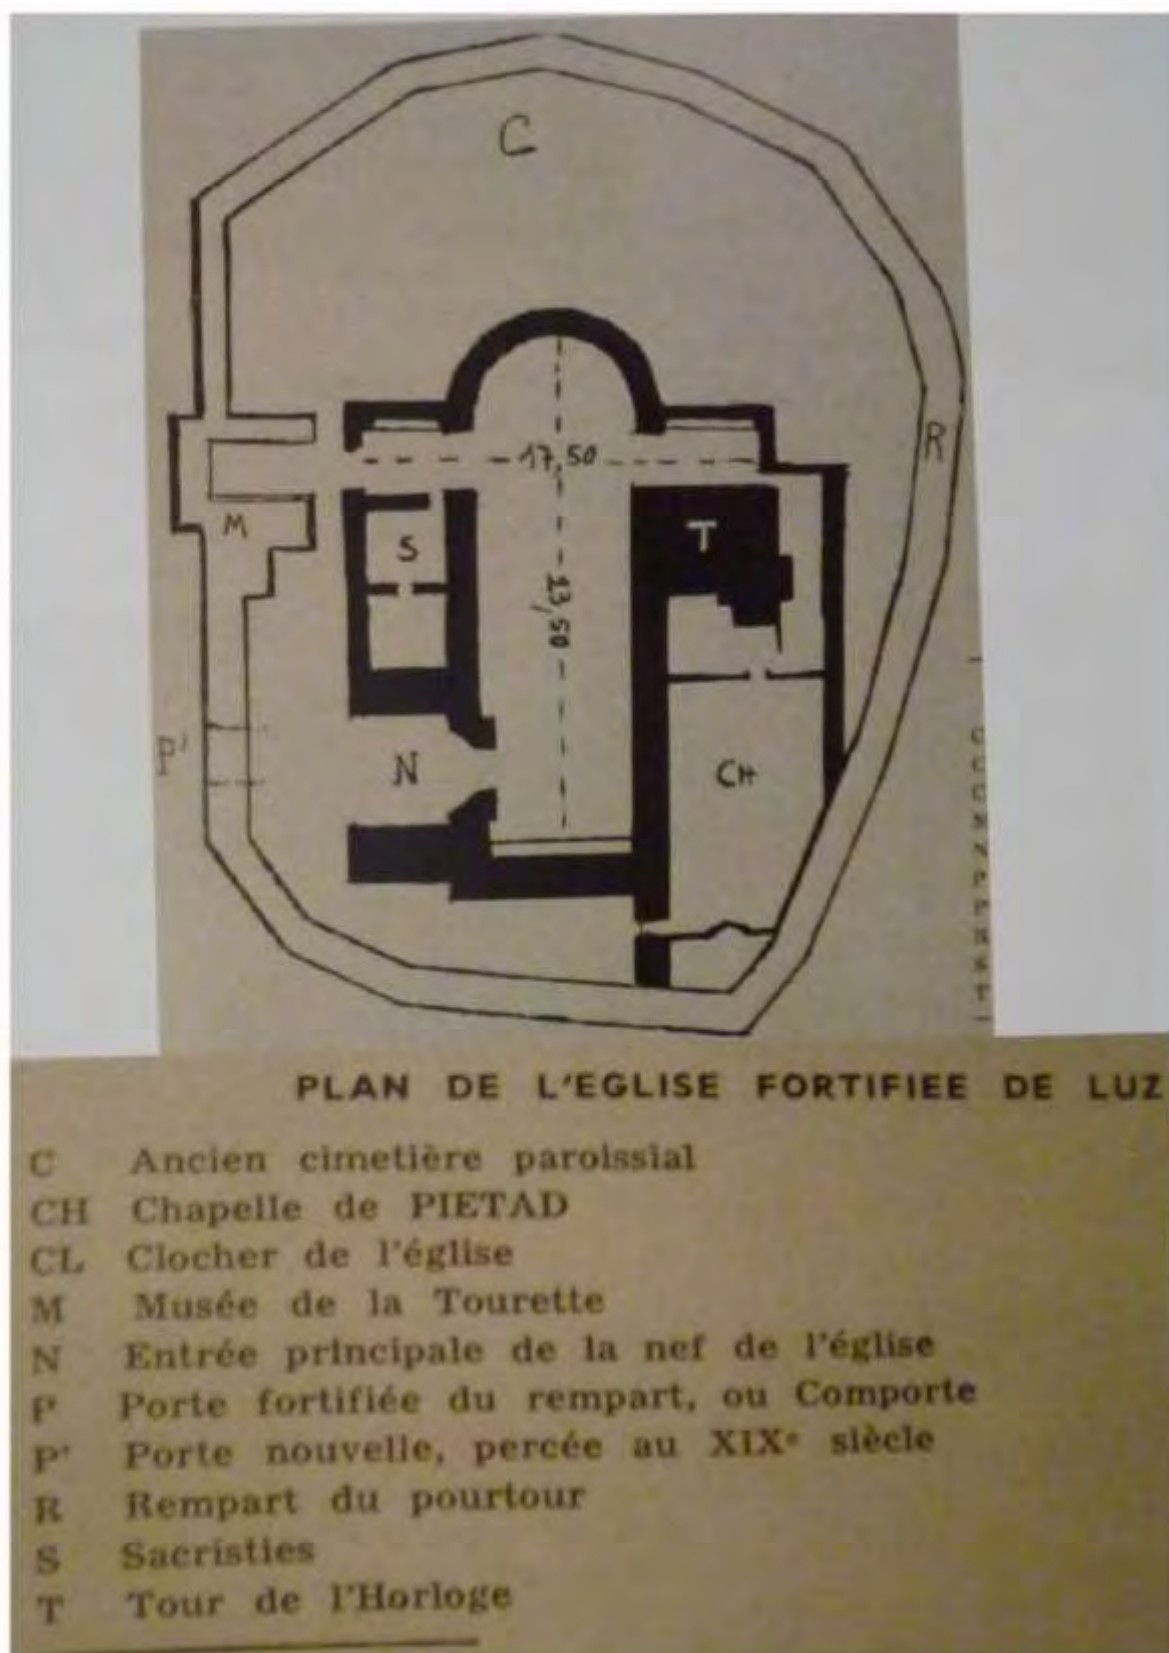 C
17,50
R
M
S
T
23,50
P'
N
CH
PLAN DE L'EGLISE FORTIFIEE DE LUZ
C Ancien cimetière paroissial
CH Chapelle de PIETAD
CL Clocher de l'église
M Musée de la Tourette
N Entrée principale de la nef de l'église
P Porte fortifiée du rempart, ou Comporte
P' Porte nouvelle, percée au XIXe siècle
R Rempart du pourtour
S Sacristies
T Tour de l'Horloge